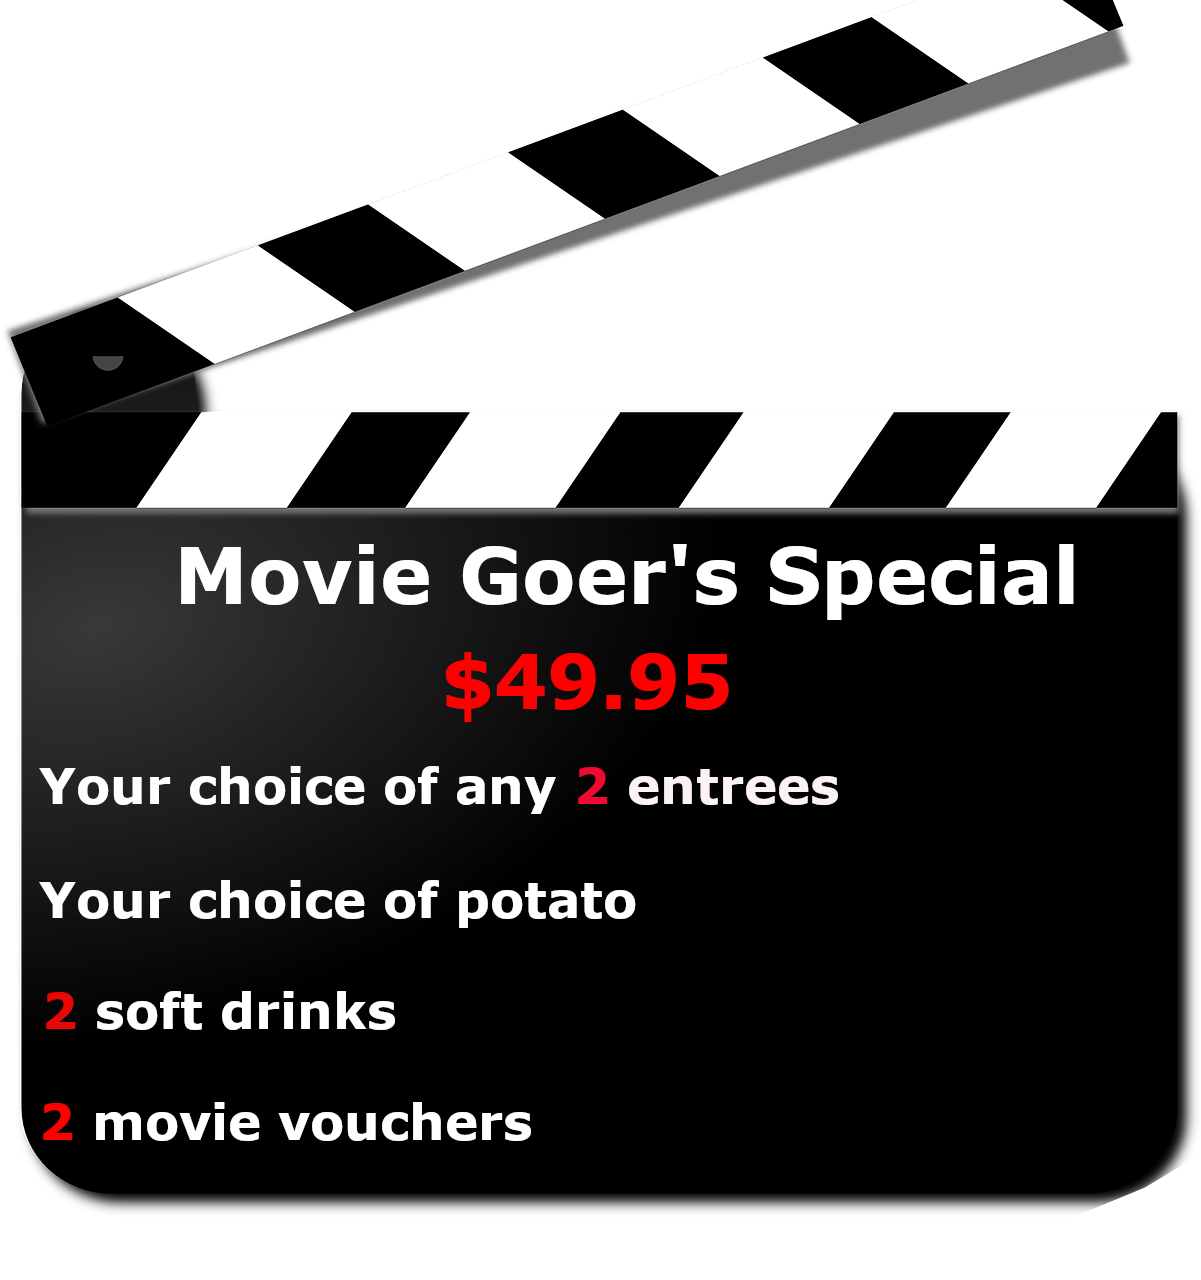 Movie Goer's Special
$49.95
Your choice of any 2 entrees
Your choice of potato
2 soft drinks
2 movie vouchers